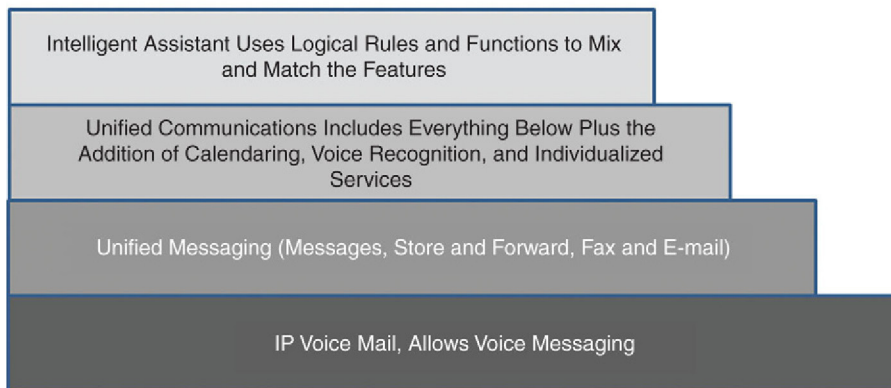 Intelligent Assistant Uses Logical Rules and Functions to Mix
and Match the Features
Unified Communications Includes Everything Below Plus the
Addition of Calendaring, Voice Recognition, and Individualized
Services
Unified Messaging (Messages, Store and Forward, Fax and E-mail)
IP Voice Mail, Allows Voice Messaging